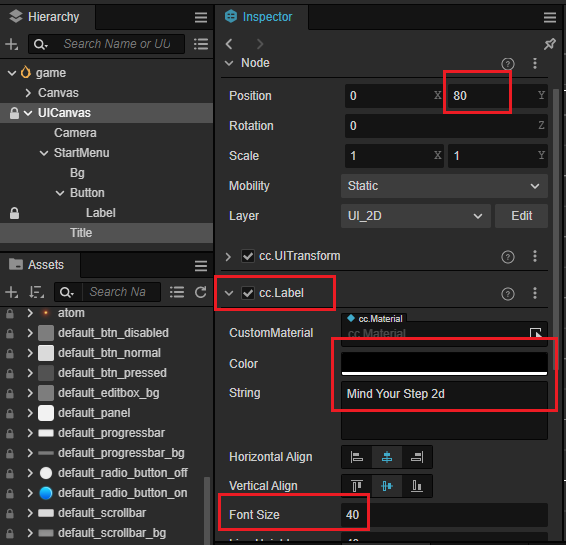 Hierarchy
Search Name or UU
game
Canvas
UICanvas
Camera
StartMenu
Bg
Button
Label
Title
Assets
Search Na
atom
default_btn_disabled
default_btn_normal
default_btn_pressed
default_editbox_bg
default_panel
default_progressbar
default_progressbar_bg
default_radio_button_off
default_radio_button_on
default_scrollbar
default_scrollbar_bg
Inspector
Node
Position 0 X 80 Y
Rotation 0 Z
Scale 1 X 1 Y
Mobility Static
Layer UI_2D Edit
cc.UITransform
cc.Label
cc.Material
CustomMaterial cc.Material
Color
String Mind Your Step 2d
Horizontal Align
Vertical Align
Font Size 40